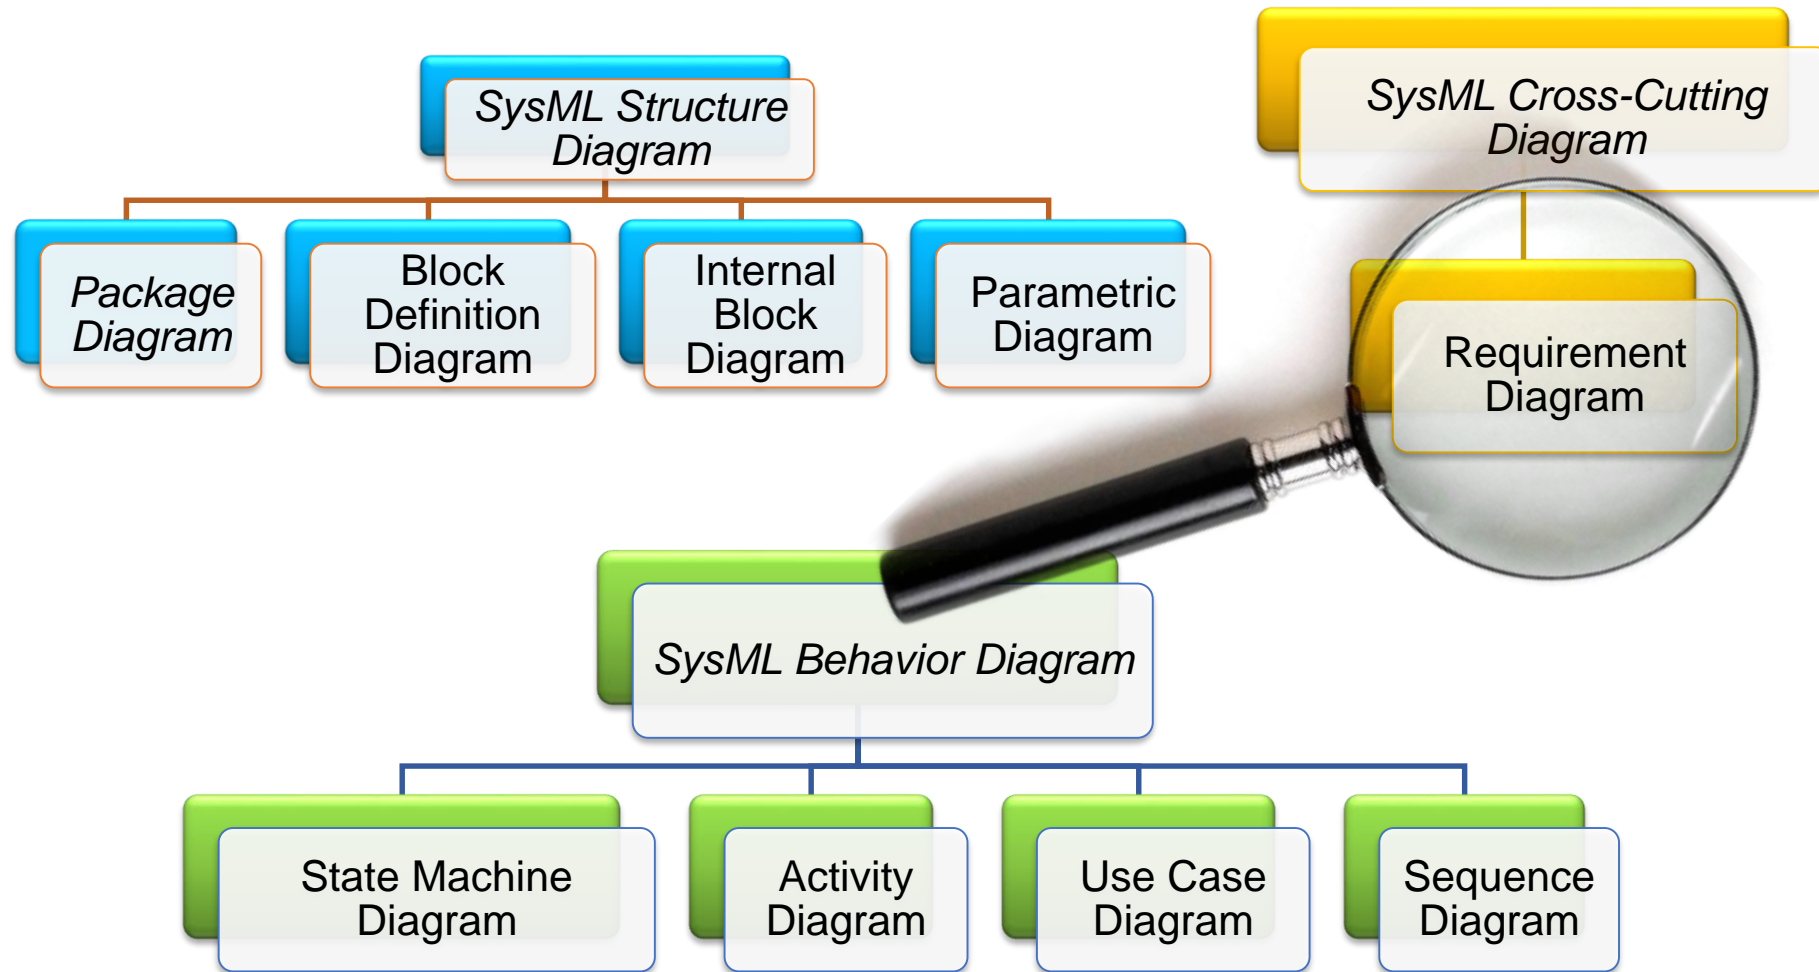 SysML Structure
Diagram
SysML Cross-Cutting
Diagram
Package
Diagram
Block
Definition
Diagram
Internal
Block
Diagram
Parametric
Diagram
Requirement
Diagram
SysML Behavior Diagram
State Machine
Diagram
Activity
Diagram
Use Case
Diagram
Sequence
Diagram